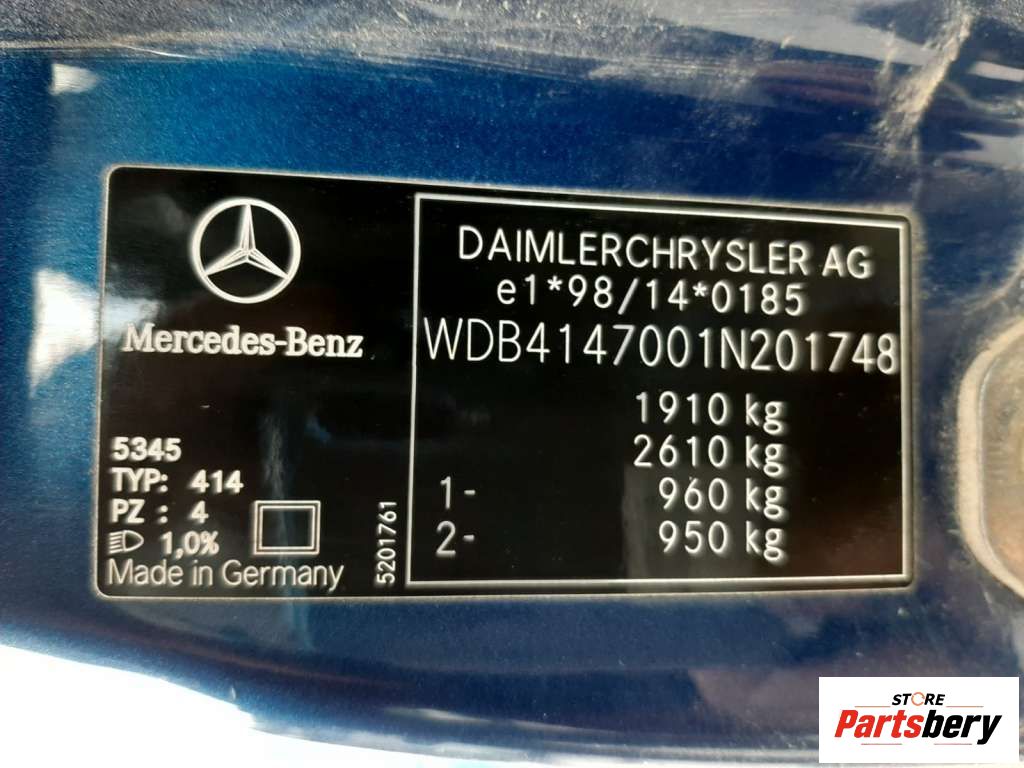 Mercedes-Benz
5345
TYP: 414
PZ : 4
1,0%
Made in Germany
5201761
DAIMLERCHRYSLER AG
e1*98/14*0185
WDB4147001N201748
1910 kg
2610 kg
1- 960 kg
2- 950 kg
STORE
Partsbery